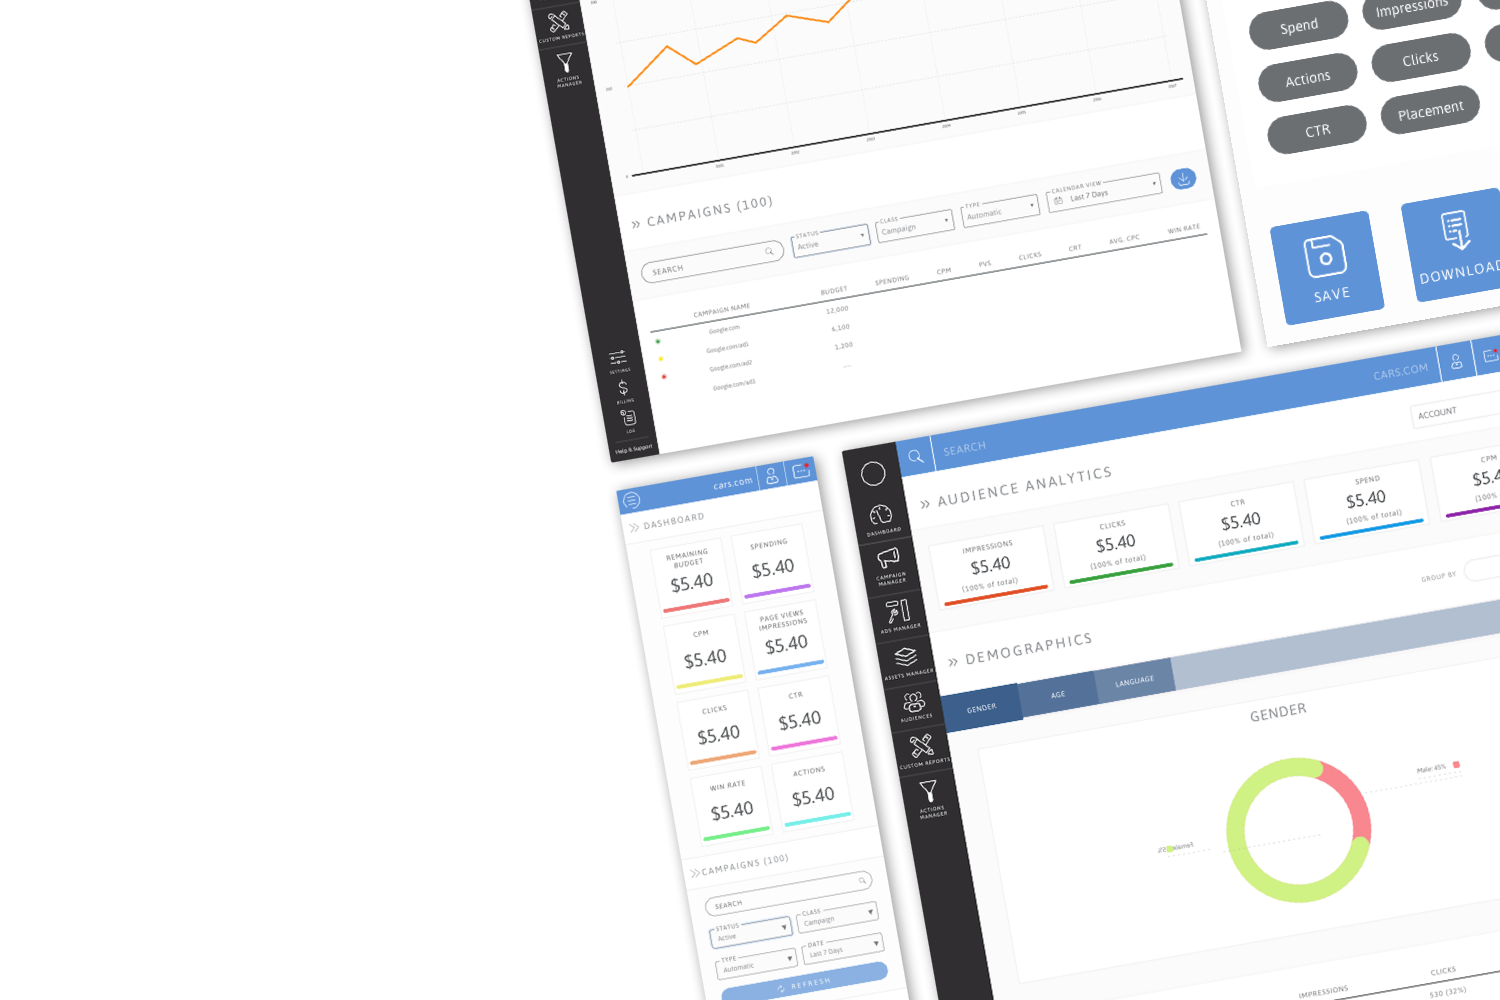 CUSTOM REPORTS
ACTIONS
MANAGER
» CAMPAIGNS (100)
SEARCH
STATUS
Active
CLASS
Campaign
TYPE
Automatic
CALENDAR VIEW
Last 7 Days
CAMPAIGN NAME BUDGET SPENDING CPM PVS CLICKS CRT AVG. CPC WIN RATE
Google.com 12,000
Google.com/ad1 6,100
Google.com/ad2 1,200
Google.com/ad3 ----
SETTINGS
BILLING
LOG
Help & Support
Spend
Impressions
Actions
Clicks
CTR
Placement
SAVE
DOWNLOAD
cars.com
» DASHBOARD
REMAINING
BUDGET
$5.40
SPENDING
$5.40
CPM
$5.40
PAGE VIEWS
IMPRESSIONS
$5.40
CLICKS
$5.40
CTR
$5.40
WIN RATE
$5.40
ACTIONS
$5.40
» CAMPAIGNS (100)
SEARCH
STATUS
Active
CLASS
Campaign
TYPE
Automatic
DATE
Last 7 Days
REFRESH
SEARCH
CARS.COM
ACCOUNT
DASHBOARD
CAMPAIGN
MANAGER
ADS MANAGER
ASSETS MANAGER
AUDIENCES
CUSTOM REPORTS
ACTIONS
MANAGER
» AUDIENCE ANALYTICS
IMPRESSIONS
$5.40
(100% of total)
CLICKS
$5.40
(100% of total)
CTR
$5.40
(100% of total)
SPEND
$5.40
(100% of total)
CPM
$5.4
(100%
GROUP BY
» DEMOGRAPHICS
GENDER
AGE
LANGUAGE
GENDER
Male: 45%
IMPRESSIONS
CLICKS
530 (32%)